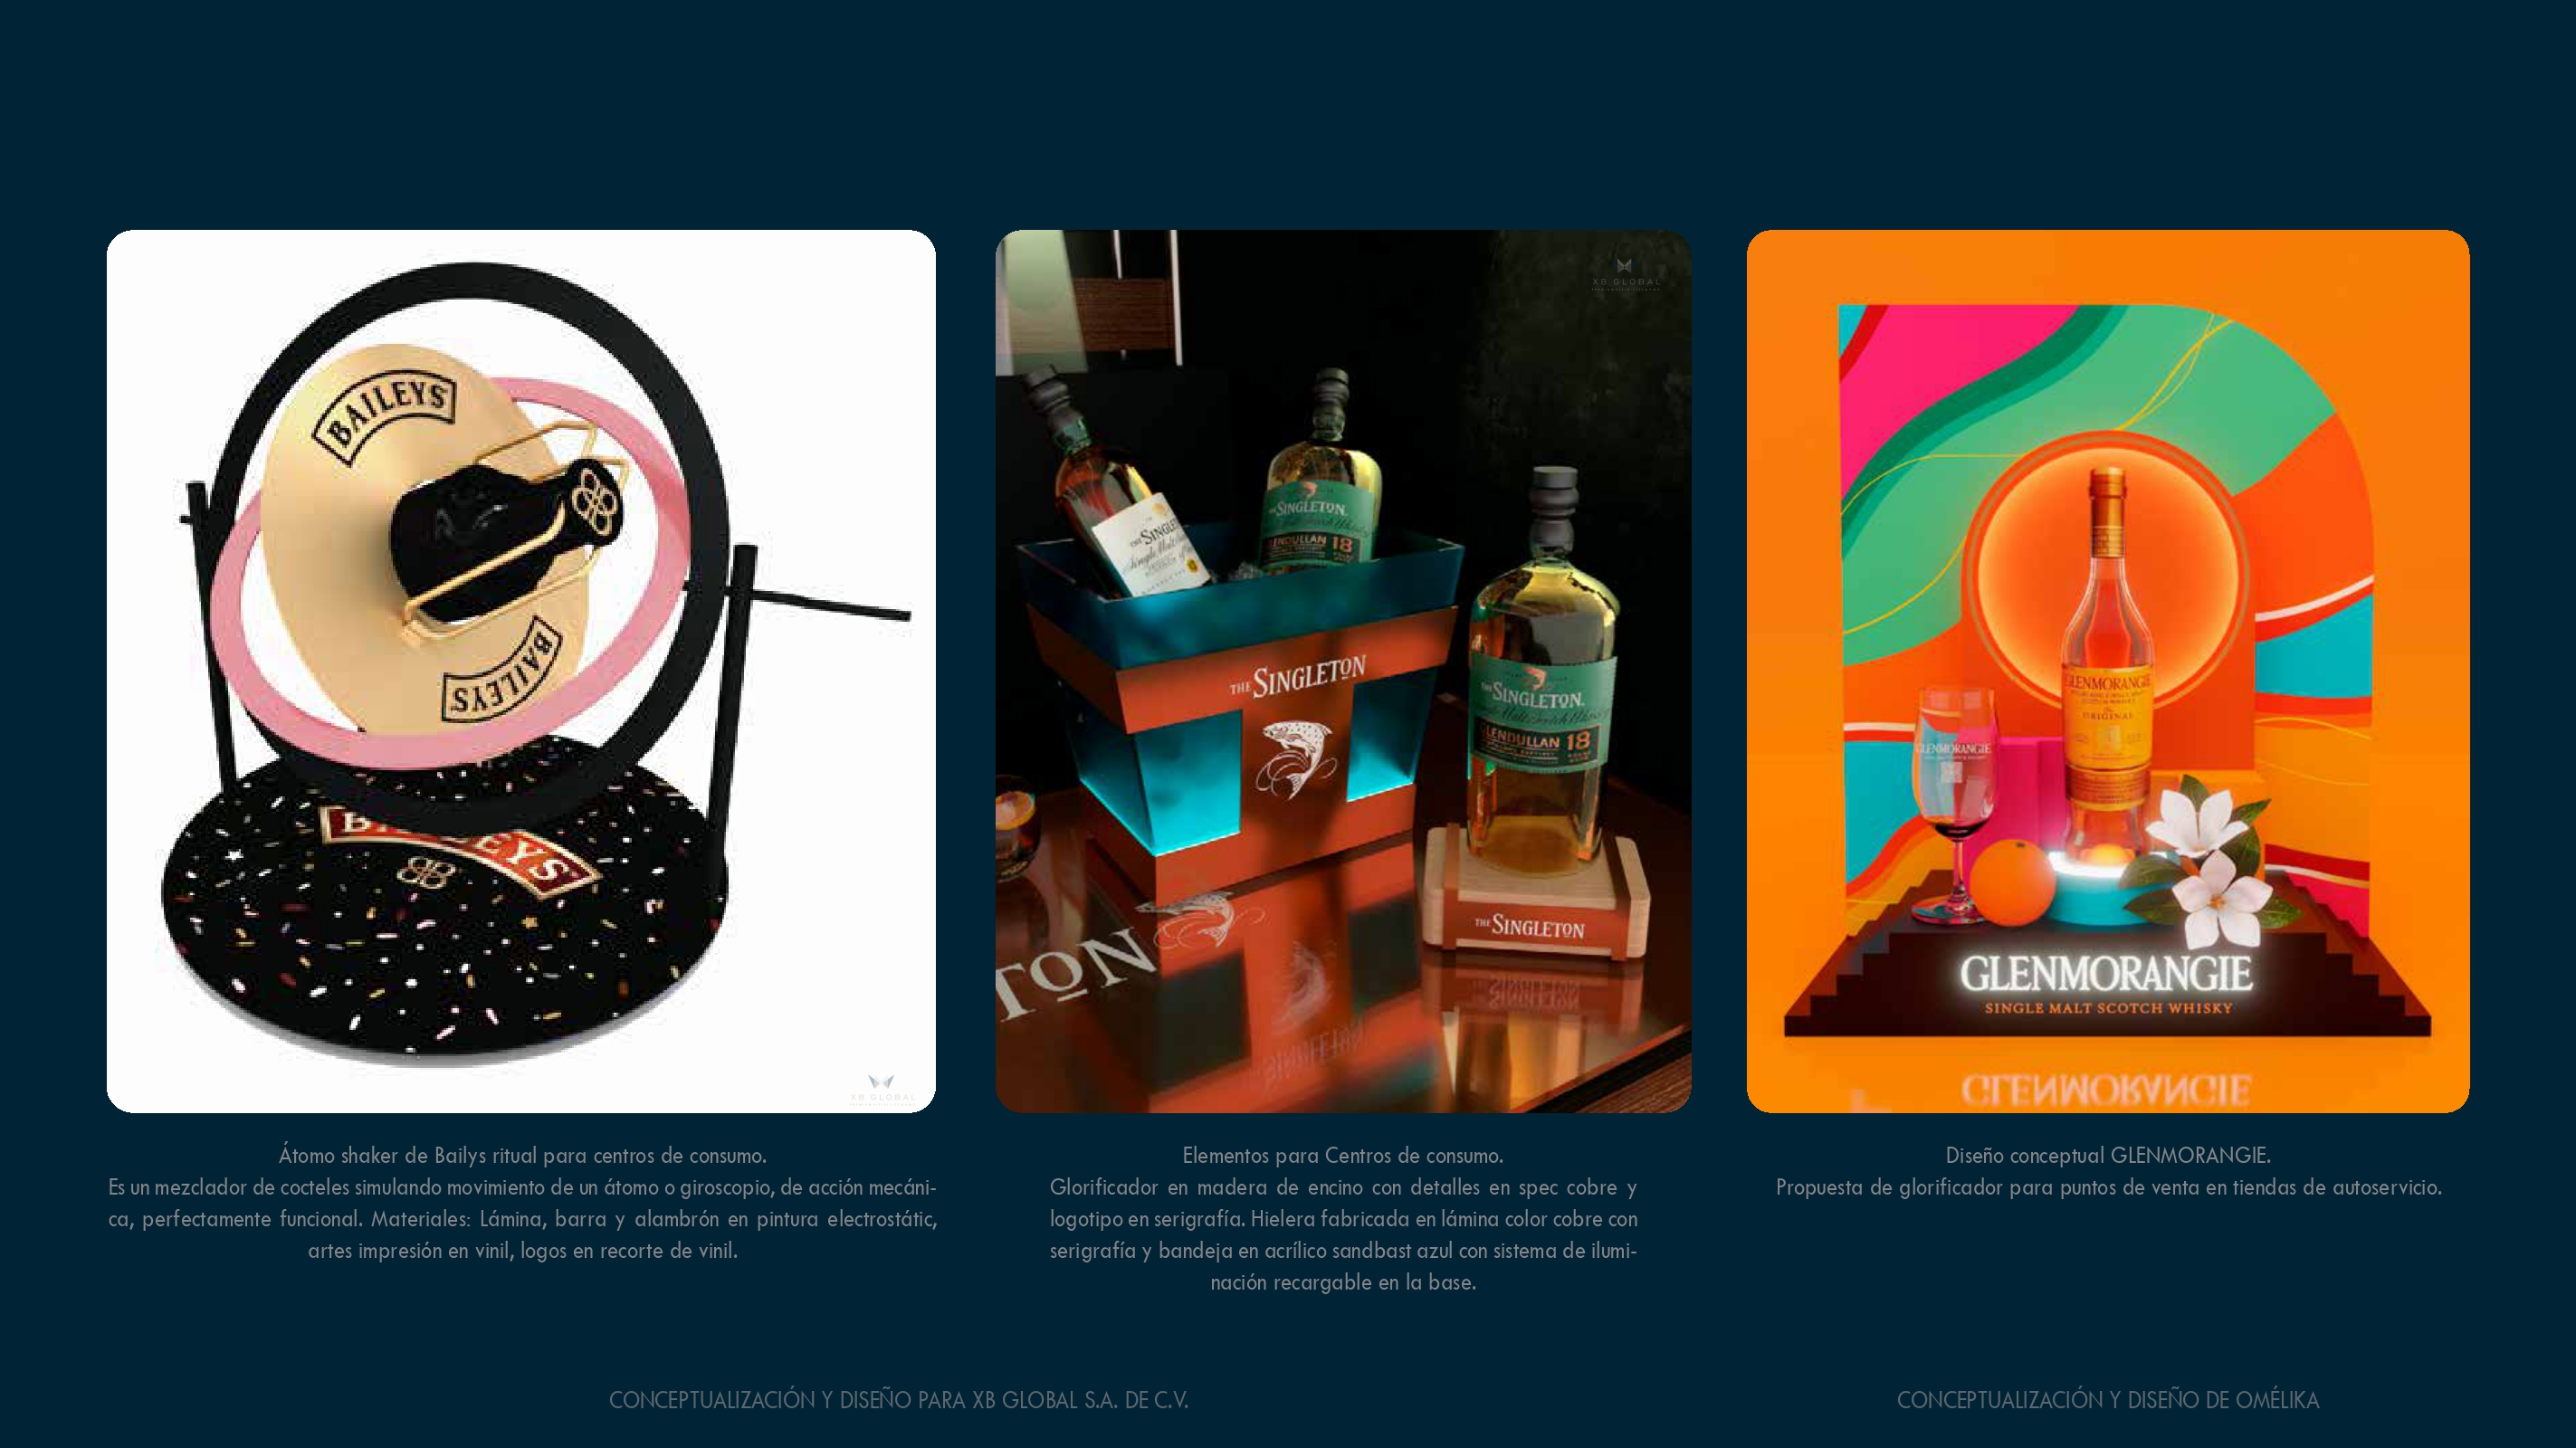 BAILEYS
BAILEYS
BAILEYS
XB GLOBAL
XB GLOBAL
THE SINGLETON
THE SINGLETON
GLENDULLAN 18
THE SINGLETON
THE SINGLETON
GLENDULLAN 18
THE SINGLETON
TON
GLENMORANGIE
GLENMORANGIE
ORIGINAL
GLENMORANGIE
SINGLE MALT SCOTCH WHISKY
Átomo shaker de Bailys ritual para centros de consumo.
Es un mezclador de cocteles simulando movimiento de un átomo o giroscopio, de acción mecáni-
ca, perfectamente funcional. Materiales: Lámina, barra y alambrón en pintura electrostátic,
artes impresión en vinil, logos en recorte de vinil.
Elementos para Centros de consumo.
Glorificador en madera de encino con detalles en spec cobre y
logotipo en serigrafía. Hielera fabricada en lámina color cobre con
serigrafía y bandeja en acrílico sandbast azul con sistema de ilumi-
nación recargable en la base.
Diseño conceptual GLENMORANGIE.
Propuesta de glorificador para puntos de venta en tiendas de autoservicio.
CONCEPTUALIZACIÓN Y DISEÑO PARA XB GLOBAL S.A. DE C.V.
CONCEPTUALIZACIÓN Y DISEÑO DE OMÉLIKA